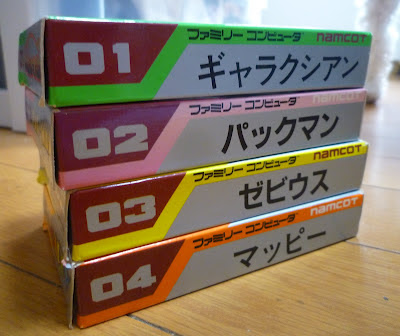 01
ファミリー コンピュータ namcot
ギャラクシアン
02
ファミリー コンピュータ namcot
パックマン
03
ファミリー コンピュータ namcot
ゼビウス
04
ファミリー コンピュータ namcot
マッピー